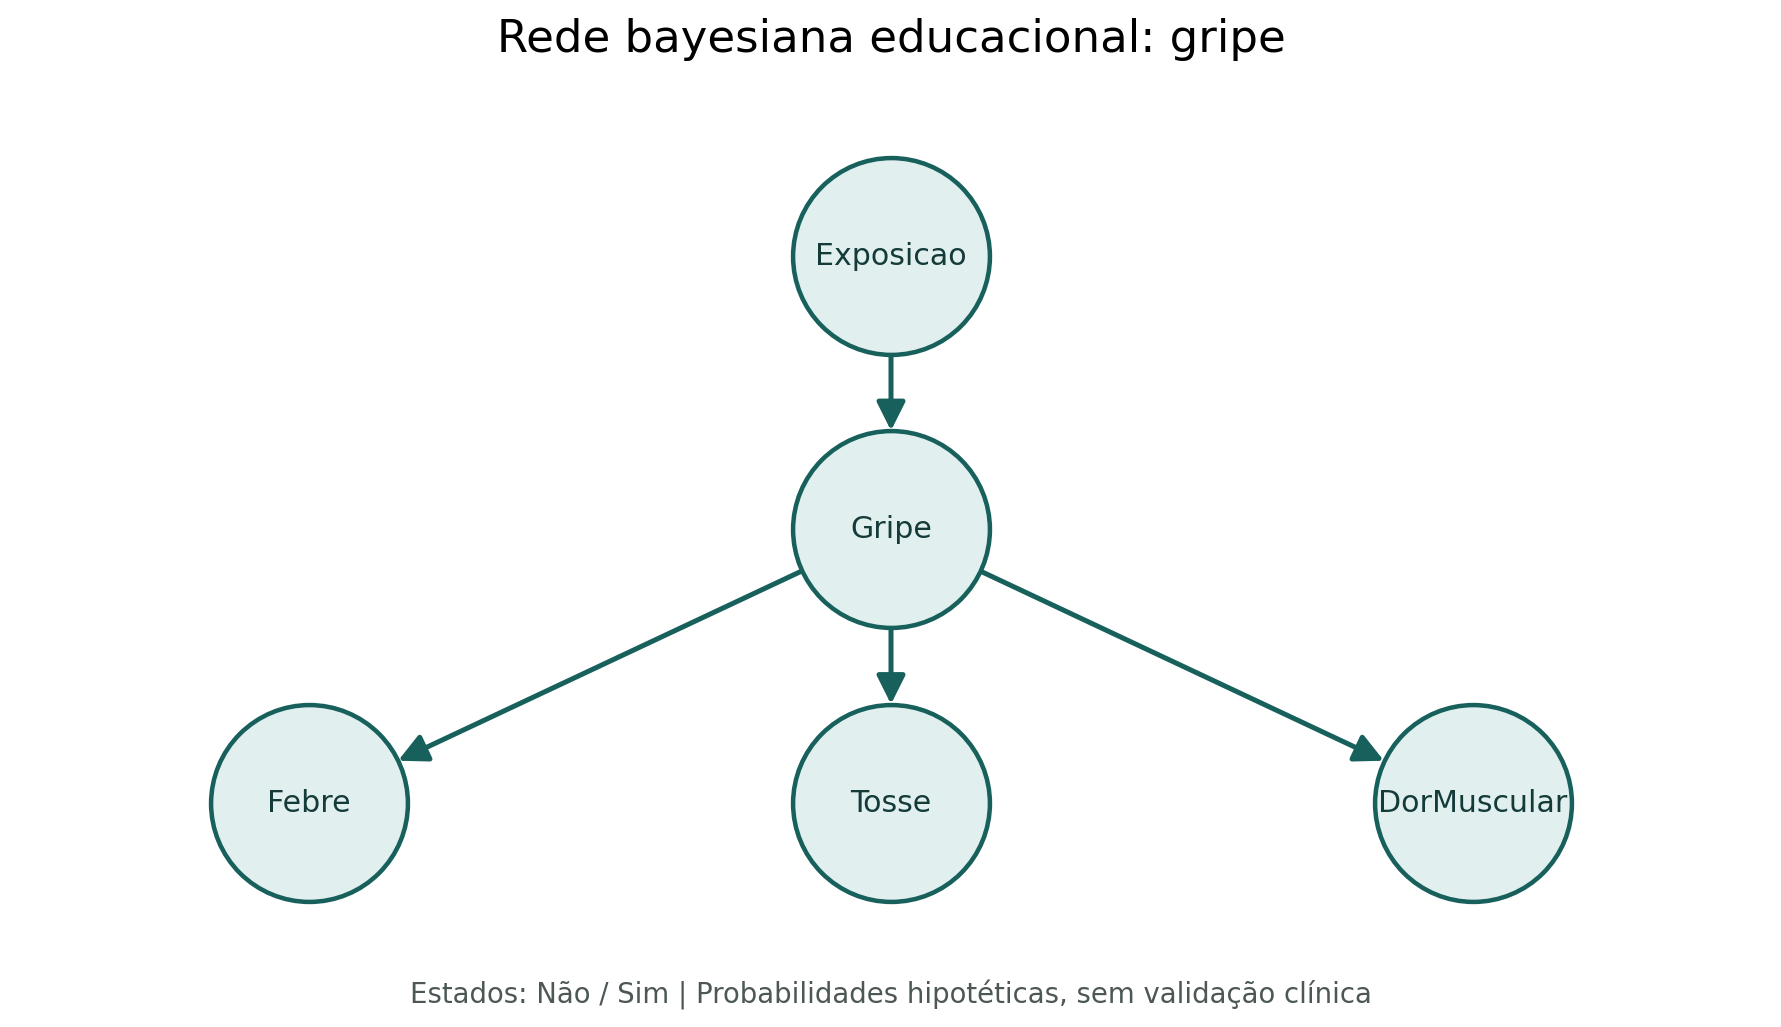 Rede bayesiana educacional: gripe
Exposicao
Gripe
Febre
Tosse
DorMuscular
Estados: Não / Sim | Probabilidades hipotéticas, sem validação clínica